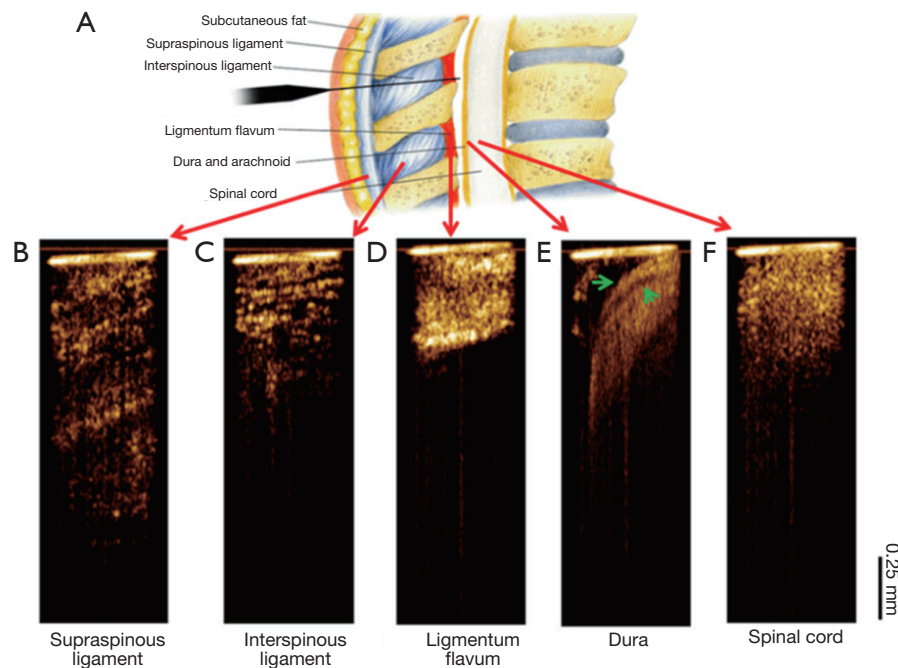 A
Subcutaneous fat
Supraspinous ligament
Interspinous ligament
Ligmentum flavum
Dura and arachnoid
Spinal cord
B
C
D
E
F
0.25 mm
Supraspinous
ligament
Interspinous
ligament
Ligmentum
flavum
Dura
Spinal cord